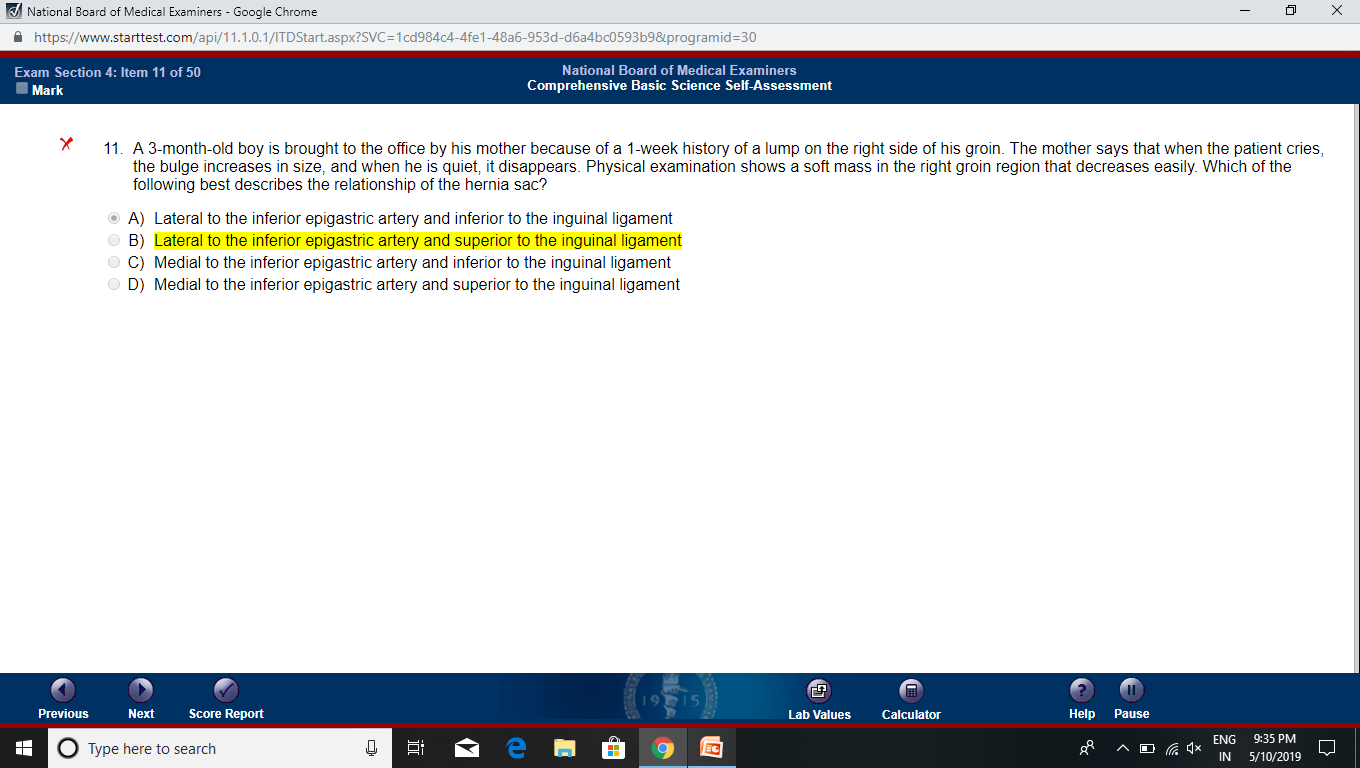 National Board of Medical Examiners - Google Chrome
https://www.starttest.com/api/11.1.0.1/ITDStart.aspx?SVC=1cd984c4-4fe1-48a6-953d-d6a4bc0593b9&programid=30
Exam Section 4: Item 11 of 50
National Board of Medical Examiners
Mark
Comprehensive Basic Science Self-Assessment
11. A 3-month-old boy is brought to the office by his mother because of a 1-week history of a lump on the right side of his groin. The mother says that when the patient cries,
the bulge increases in size, and when he is quiet, it disappears. Physical examination shows a soft mass in the right groin region that decreases easily. Which of the
following best describes the relationship of the hernia sac?
A) Lateral to the inferior epigastric artery and inferior to the inguinal ligament
B) Lateral to the inferior epigastric artery and superior to the inguinal ligament
C) Medial to the inferior epigastric artery and inferior to the inguinal ligament
D) Medial to the inferior epigastric artery and superior to the inguinal ligament
19 15
Previous Next Score Report Lab Values Calculator Help Pause
Type here to search
ENG 9:35 PM
IN 5/10/2019